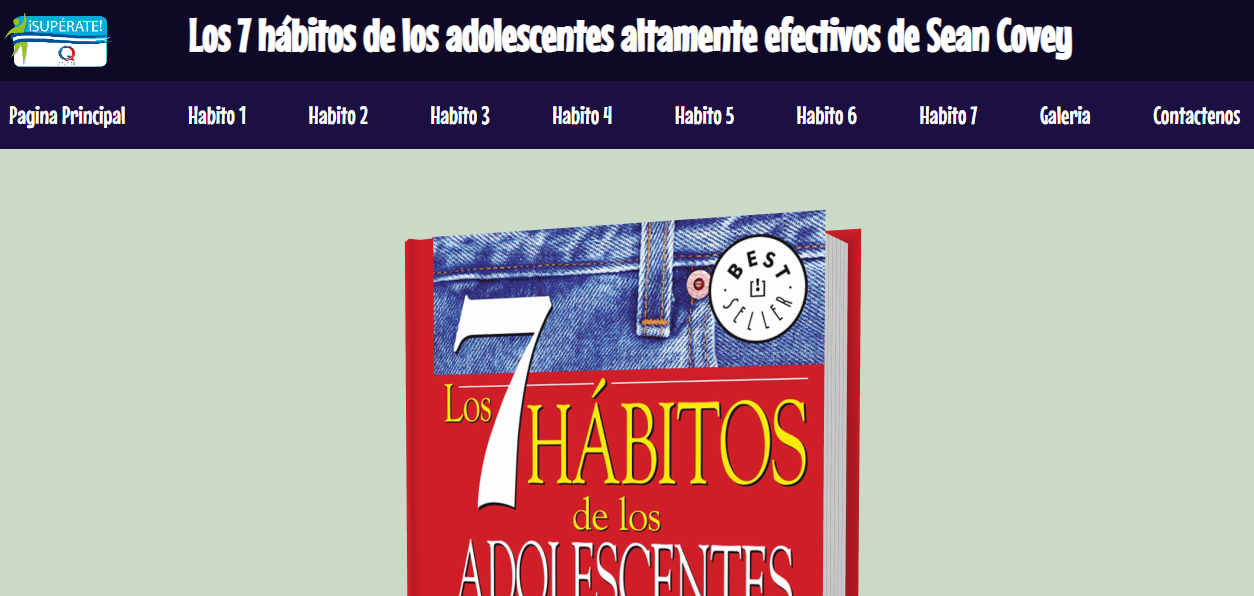 ¡SUPÉRATE!
Los 7 hábitos de los adolescentes altamente efectivos de Sean Covey
Pagina Principal Habito 1 Habito 2 Habito 3 Habito 4 Habito 5 Habito 6 Habito 7 Galeria Contactenos
BEST
SELLER
Los 7 HÁBITOS
de los
ADOLESCENTES